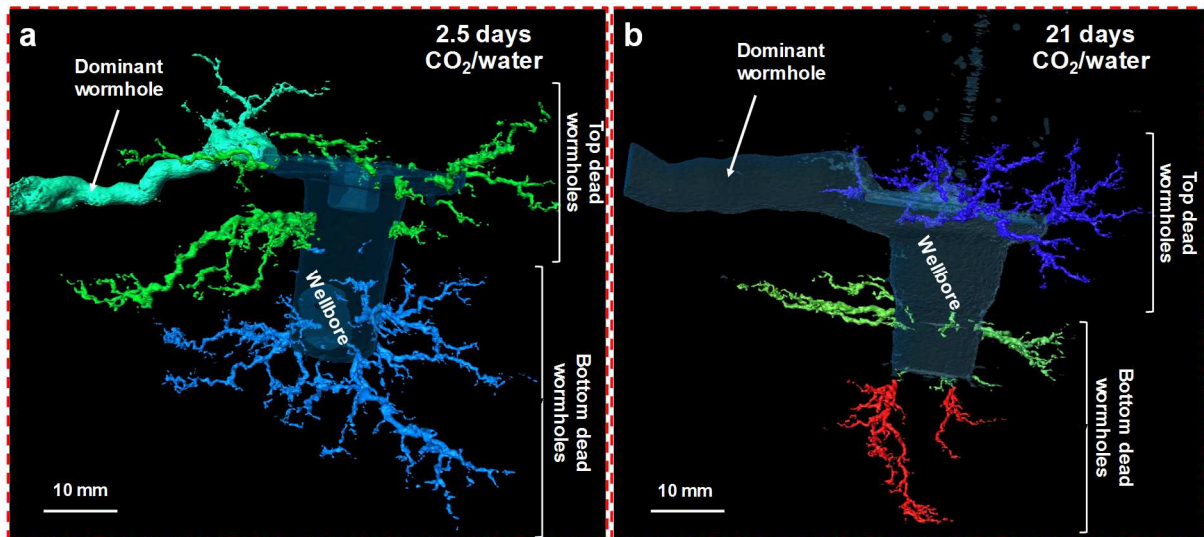 a
2.5 days
CO₂/water
Dominant
wormhole
Top dead
wormholes
Wellbore
Bottom dead
wormholes
10 mm
b
21 days
CO₂/water
Dominant
wormhole
Top dead
wormholes
Wellbore
Bottom dead
wormholes
10 mm